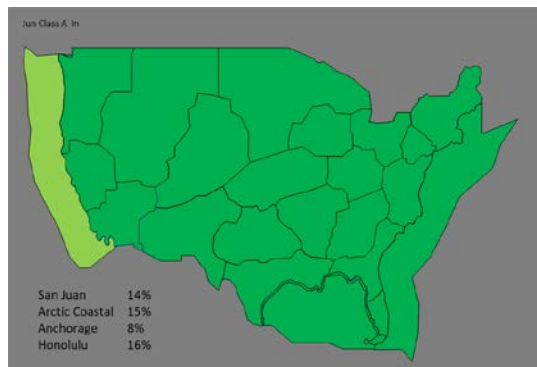 Jun Class A In
San Juan 14%
Arctic Coastal 15%
Anchorage 8%
Honolulu 16%